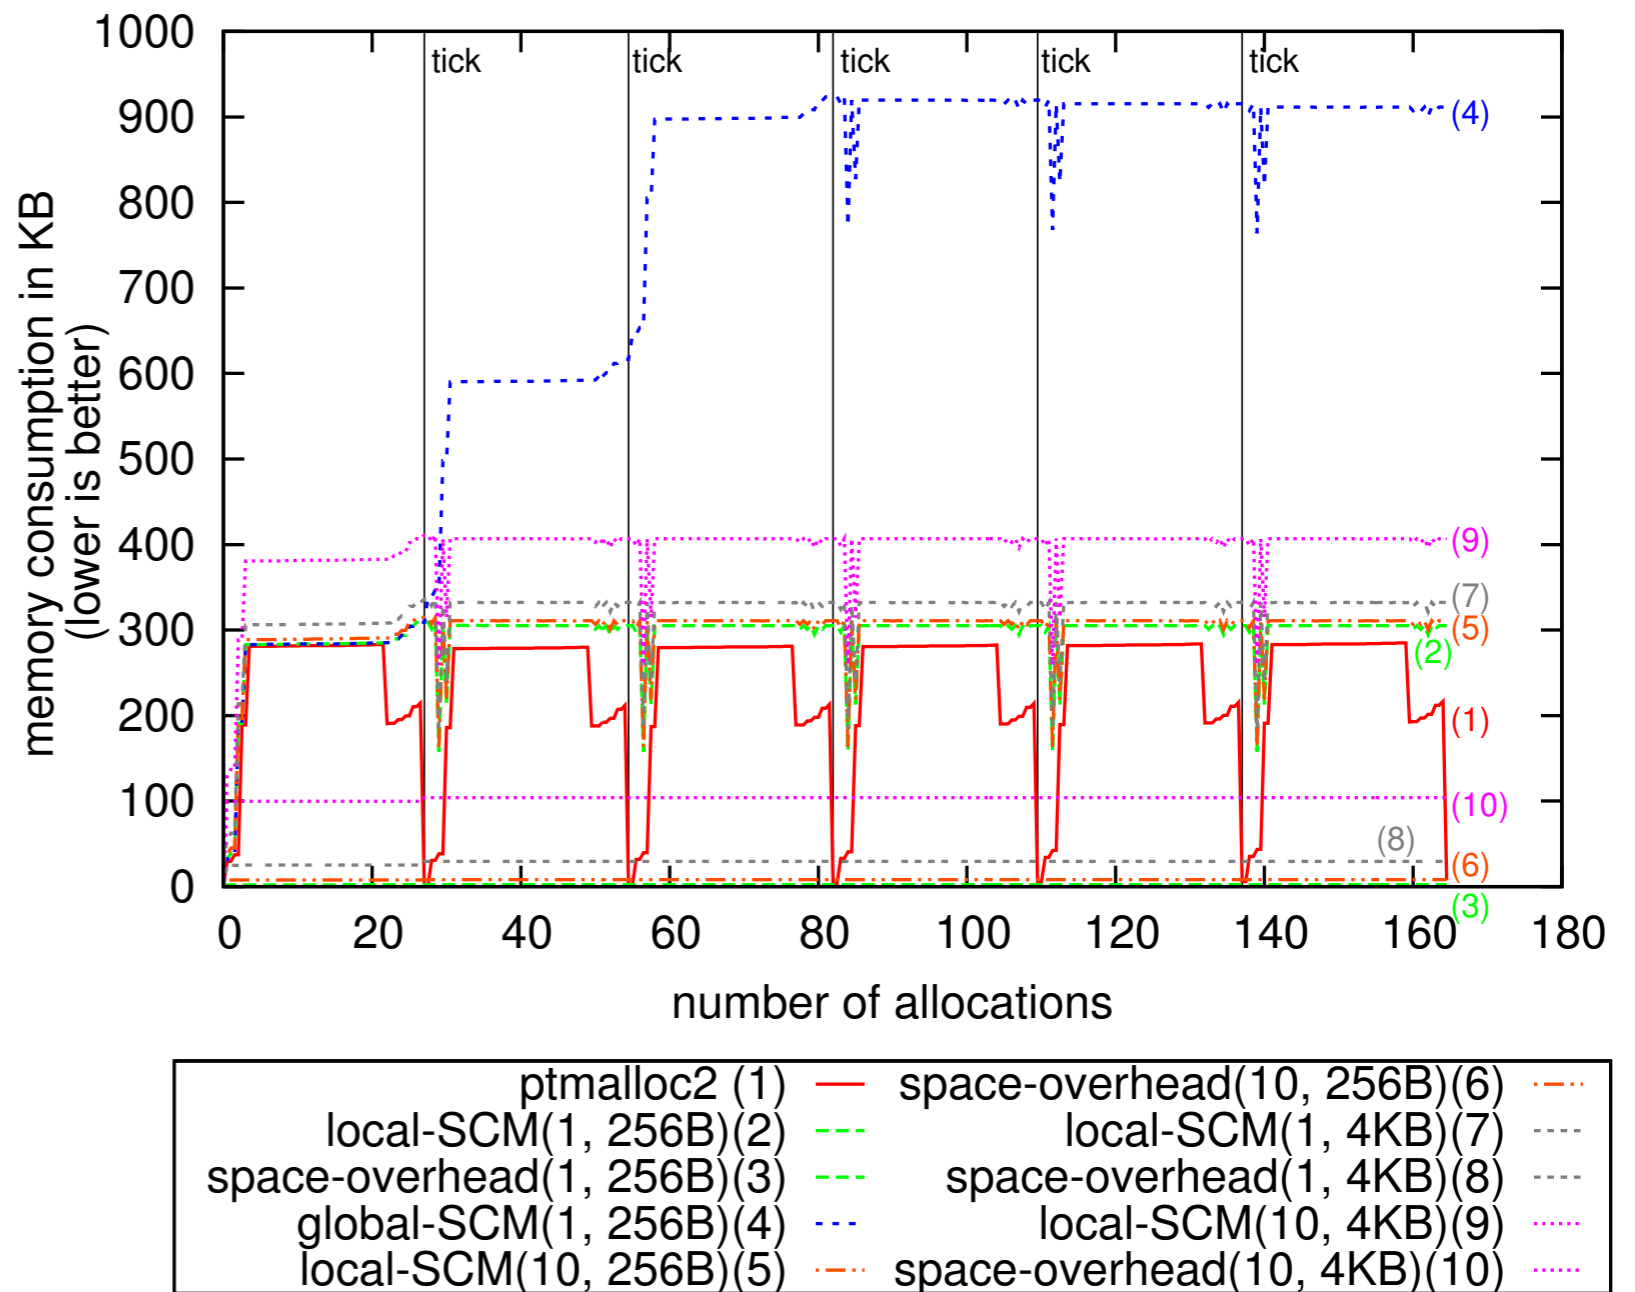 1000
900
800
700
600
500
400
300
200
100
0
memory consumption in KB
(lower is better)
tick tick tick tick tick
(4)
(9)
(7)
(5)
(2)
(1)
(10)
(8)
(6)
(3)
0 20 40 60 80 100 120 140 160 180
number of allocations
ptmalloc2 (1)
local-SCM(1, 256B)(2)
space-overhead(1, 256B)(3)
global-SCM(1, 256B)(4)
local-SCM(10, 256B)(5)
space-overhead(10, 256B)(6)
local-SCM(1, 4KB)(7)
space-overhead(1, 4KB)(8)
local-SCM(10, 4KB)(9)
space-overhead(10, 4KB)(10)